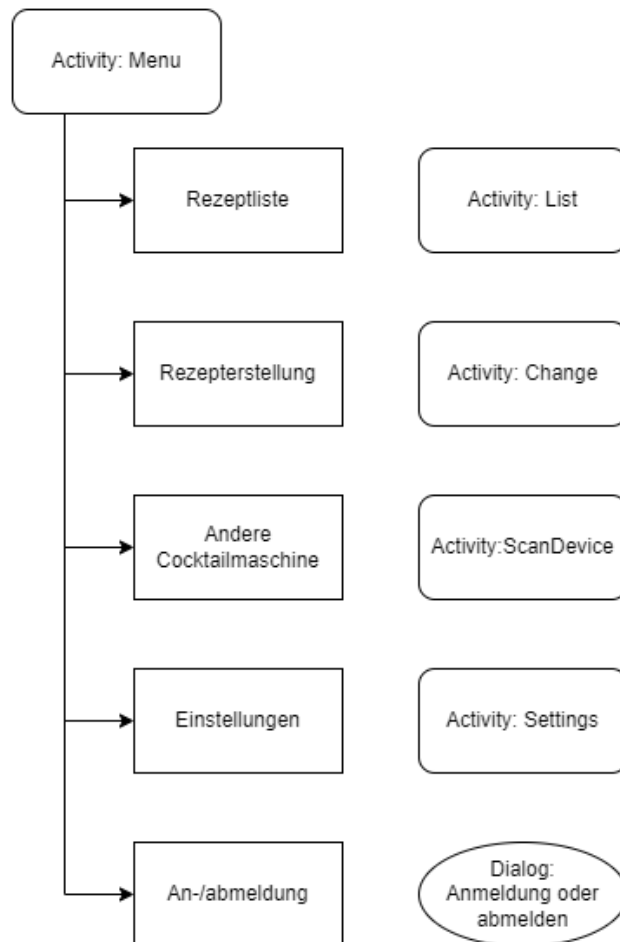 Activity: Menu
Rezeptliste
Activity: List
Rezepterstellung
Activity: Change
Andere
Cocktailmaschine
Activity:ScanDevice
Einstellungen
Activity: Settings
An-/abmeldung
Dialog:
Anmeldung oder
abmelden